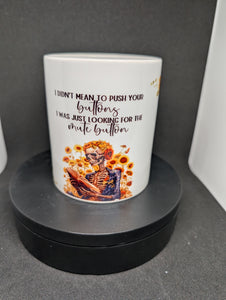 I DIDN'T MEAN TO PUSH YOUR
buttons
I WAS JUST LOOKING FOR THE
mute button